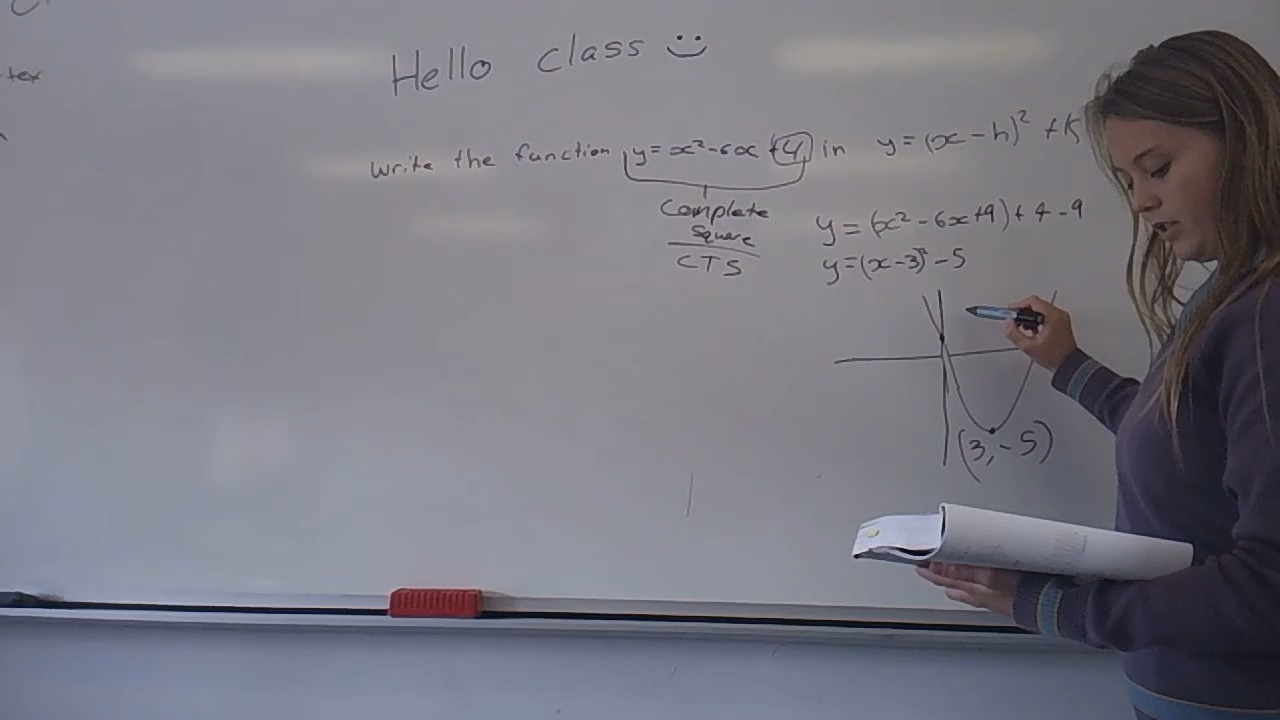 Hello class
write the function y = x² - 6x + 4 in y = (x - h)² + k
Complete
Square
CTS
y = (x² - 6x + 9) + 4 - 9
y = (x - 3)² - 5
(3, -5)